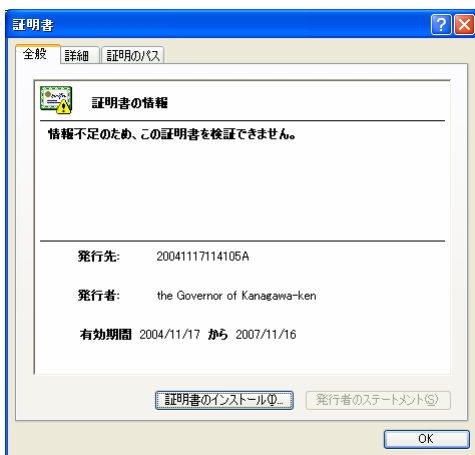 証明書
全般 詳細 証明のパス
証明書の情報
情報不足のため、この証明書を検証できません。
発行先: 20041117114105A
発行者: the Governor of Kanagawa-ken
有効期間 2004/11/17 から 2007/11/16
証明書のインストール(I)... 発行者のステートメント(S)
OK